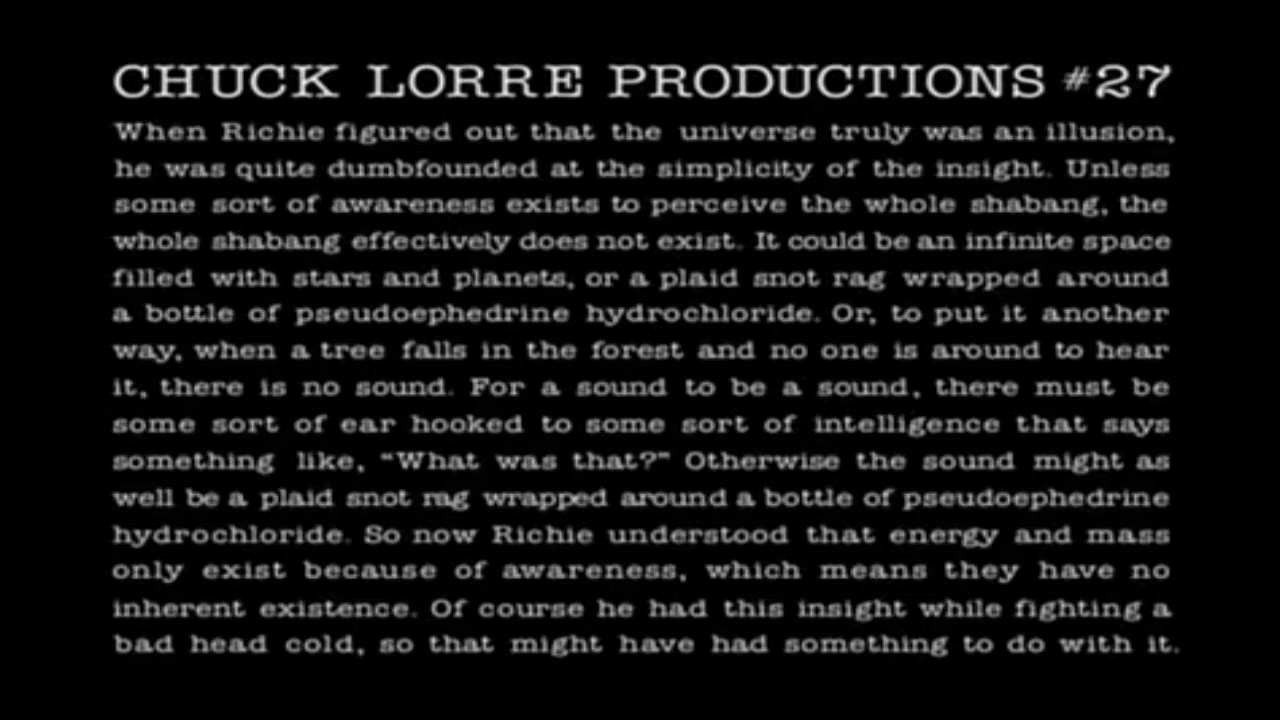 CHUCK LORRE PRODUCTIONS #27
When Richie figured out that the universe truly was an illusion,
he was quite dumbfounded at the simplicity of the insight. Unless
some sort of awareness exists to perceive the whole shabang, the
whole shabang effectively does not exist. It could be an infinite space
filled with stars and planets, or a plaid snot rag wrapped around
a bottle of pseudoephedrine hydrochloride. Or, to put it another
way, when a tree falls in the forest and no one is around to hear
it, there is no sound. For a sound to be a sound, there must be
some sort of ear hooked to some sort of intelligence that says
something like, “What was that?” Otherwise the sound might as
well be a plaid snot rag wrapped around a bottle of pseudoephedrine
hydrochloride. So now Richie understood that energy and mass
only exist because of awareness, which means they have no
inherent existence. Of course he had this insight while fighting a
bad head cold, so that might have had something to do with it.